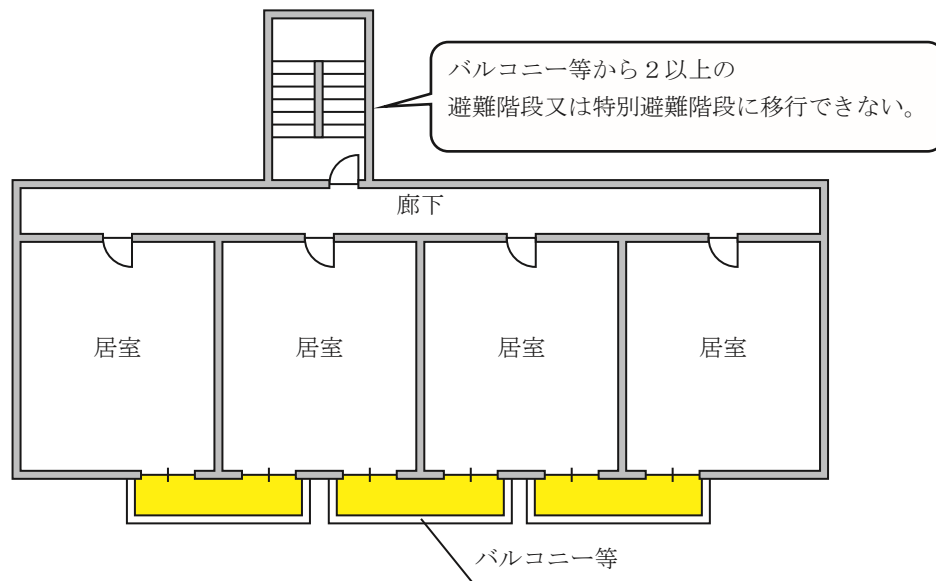 バルコニー等から２以上の
避難階段又は特別避難階段に移行できない。
廊下
居室
居室
居室
居室
バルコニー等